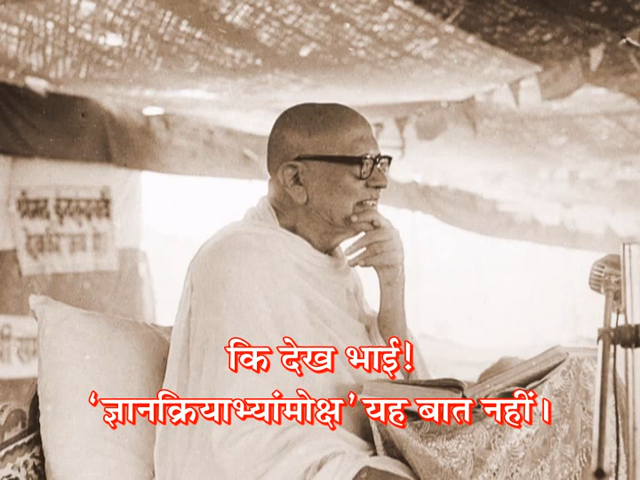 कि देख भाई!
‘ज्ञानक्रियाभ्यांमोक्ष’ यह बात नहीं।